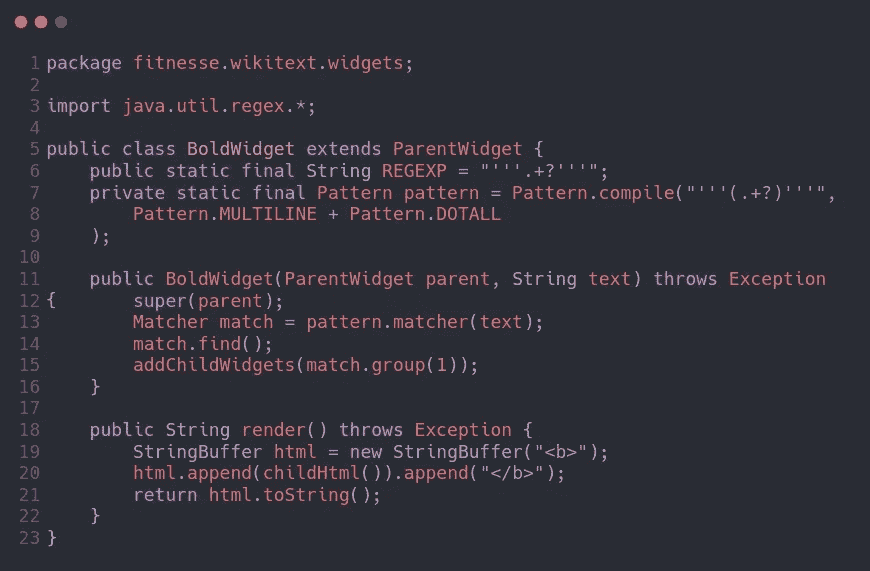 1 package fitnesse.wikitext.widgets;
2
3 import java.util.regex.*;
4
5 public class BoldWidget extends ParentWidget {
6     public static final String REGEXP = "'''.+?'''";
7     private static final Pattern pattern = Pattern.compile("'''(.+?)'''",
8         Pattern.MULTILINE + Pattern.DOTALL
9     );
10
11     public BoldWidget(ParentWidget parent, String text) throws Exception
12 {       super(parent);
13         Matcher match = pattern.matcher(text);
14         match.find();
15         addChildWidgets(match.group(1));
16     }
17
18     public String render() throws Exception {
19         StringBuffer html = new StringBuffer("<b>");
20         html.append(childHtml()).append("</b>");
21         return html.toString();
22     }
23 }